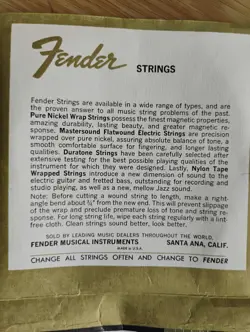 Fender STRINGS
Fender Strings are available in a wide range of types, and are
the proven answer to all music string problems of the past.
Pure Nickel Wrap Strings possess the finest magnetic properties,
amazing durability, lasting beauty, and greater magnetic re-
sponse. Mastersound Flatwound Electric Strings are precision
wrapped over pure nickel, assuring absolute balance of tone, a
smooth comfortable surface for fingering, and longer lasting
qualities. Duratone Strings have been carefully selected after
extensive testing for the best possible playing qualities of the
instrument for which they were designed. Lastly, Nylon Tape
Wrapped Strings introduce a new dimension of sound to the
electric guitar and fretted bass, outstanding for recording and
studio playing, as well as a new, mellow Jazz sound.
Note: Before cutting a wound string to length, make a right-
angle bend about ¾" from the new end. This will prevent slippage
of the wrap and preclude premature loss of tone and string re-
sponse. For long string life, wipe each string regularly with a lint-
free cloth. Clean strings sound better, look better.
SOLD BY LEADING MUSIC DEALERS THROUGHOUT THE WORLD.
FENDER MUSICAL INSTRUMENTS SANTA ANA, CALIF.
MADE IN U.S.A.
CHANGE ALL STRINGS OFTEN AND CHANGE TO FENDER